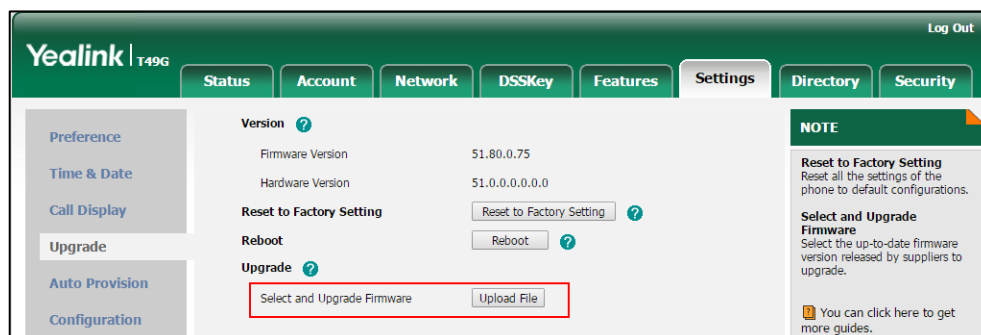 Log Out
Yealink T49G
Status Account Network DSSKey Features Settings Directory Security
Preference
Time & Date
Call Display
Upgrade
Auto Provision
Configuration
Version ?
Firmware Version 51.80.0.75
Hardware Version 51.0.0.0.0.0.0
Reset to Factory Setting Reset to Factory Setting ?
Reboot Reboot ?
Upgrade ?
Select and Upgrade Firmware Upload File
NOTE
Reset to Factory Setting
Reset all the settings of the
phone to default configurations.
Select and Upgrade
Firmware
Select the up-to-date firmware
version released by suppliers to
upgrade.
? You can click here to get
more guides.